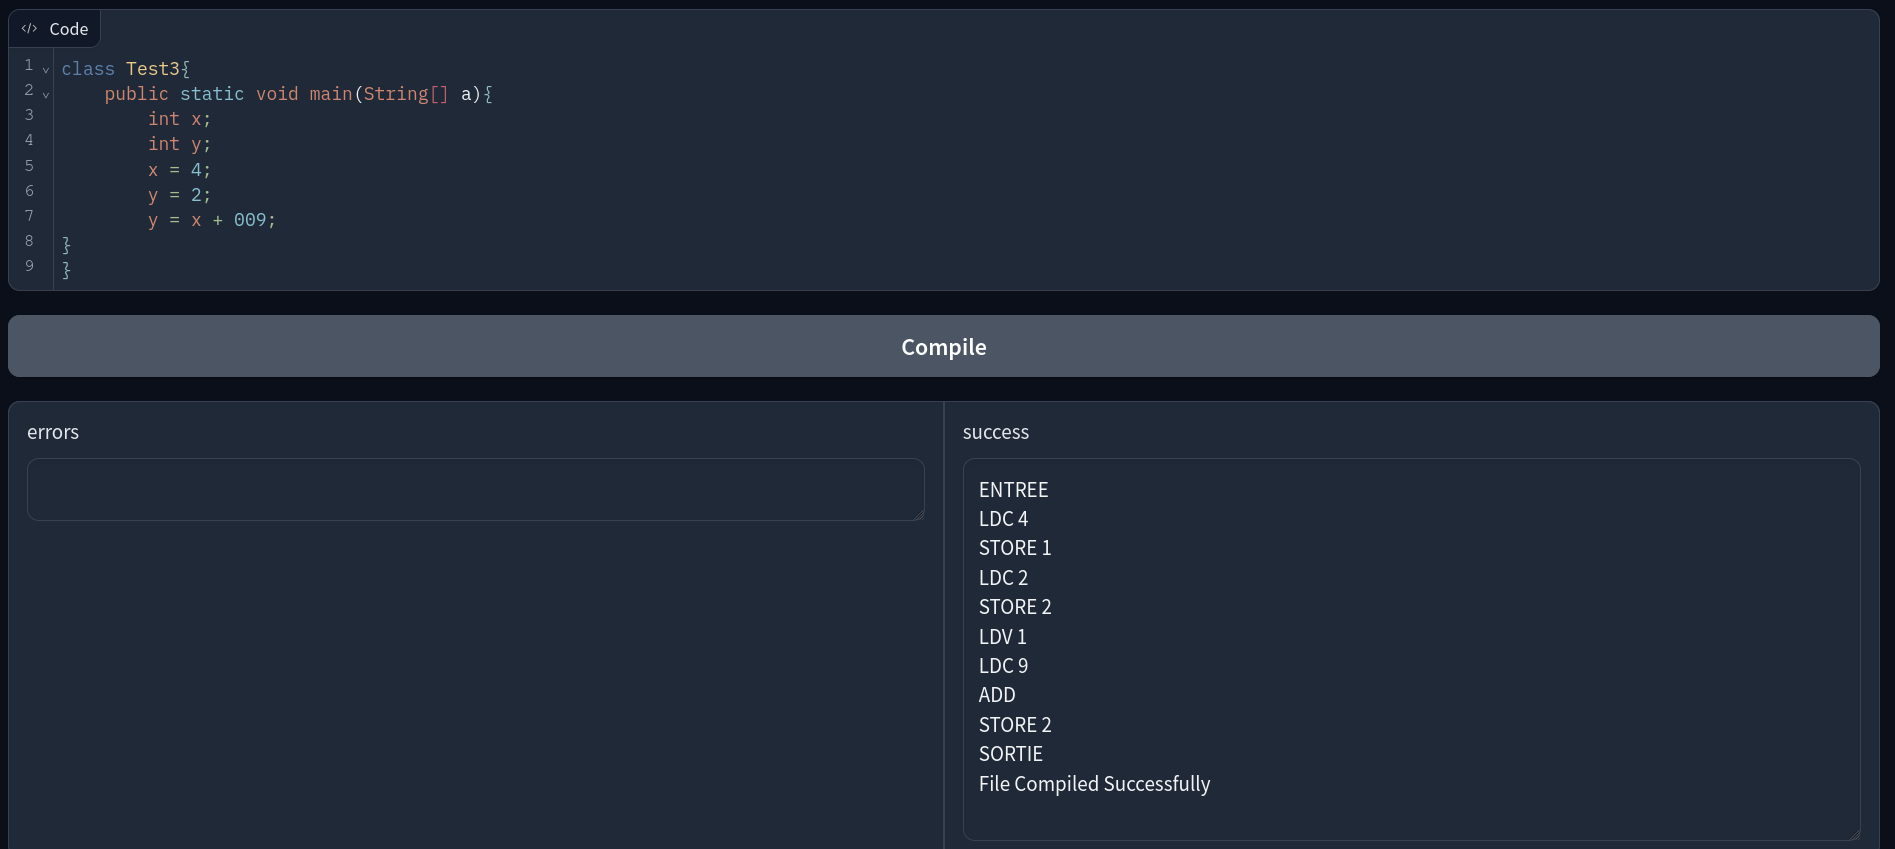 Code
1 class Test3{
2     public static void main(String[] a){
3         int x;
4         int y;
5         x = 4;
6         y = 2;
7         y = x + 009;
8 }
9 }
Compile
errors
success
ENTREE
LDC 4
STORE 1
LDC 2
STORE 2
LDV 1
LDC 9
ADD
STORE 2
SORTIE
File Compiled Successfully